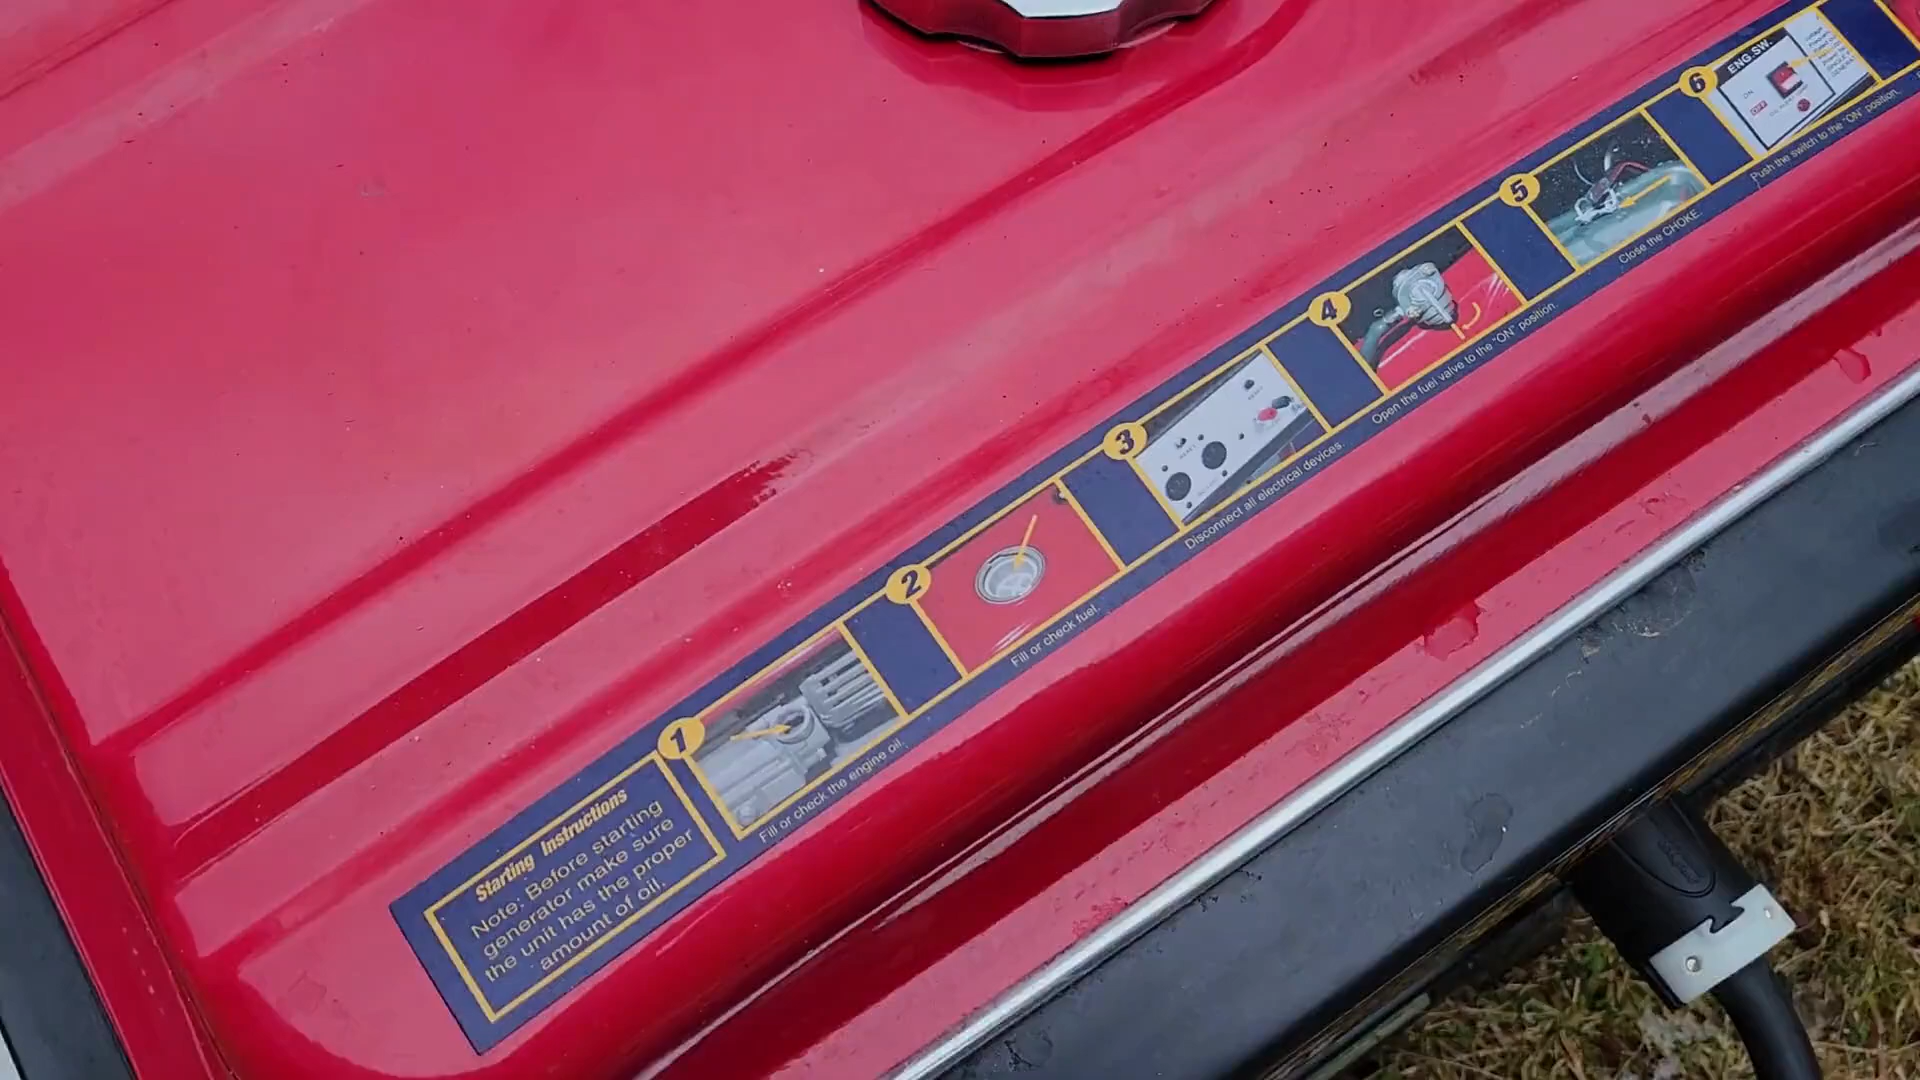 Starting Instructions
Note: Before starting
generator make sure
the unit has the proper
amount of oil.
1
Fill or check the engine oil.
2
Fill or check fuel.
3
Disconnect all electrical devices.
4
Open the fuel valve to the "ON" position.
5
Close the CHOKE.
6
ENG.SW.
ON
OFF
Push the switch to the "ON" position.